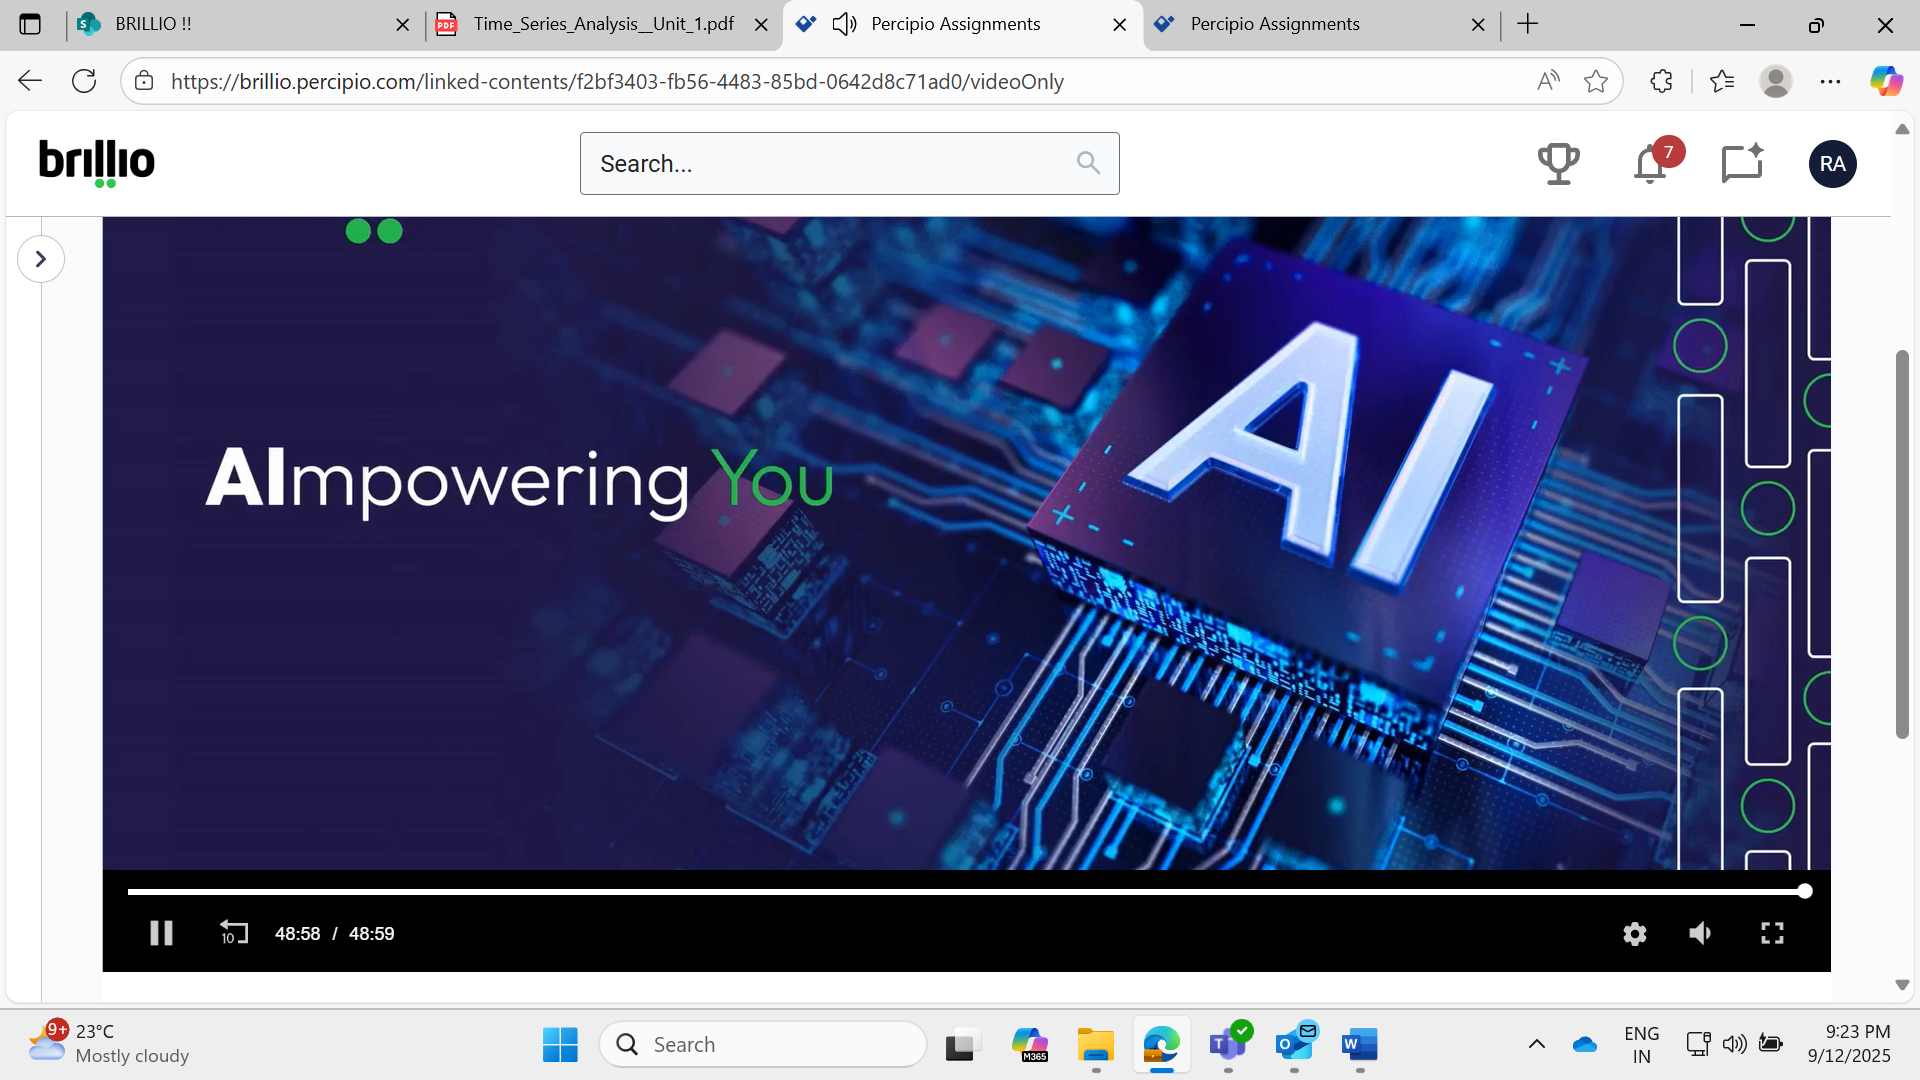 BRILLIO !!
Time_Series_Analysis__Unit_1.pdf
Percipio Assignments
Percipio Assignments
https://brillio.percipio.com/linked-contents/f2bf3403-fb56-4483-85bd-0642d8c71ad0/videoOnly
brillio
Search...
7
RA
AI
AImpowering You
10
48:58 / 48:59
9+
23°C
Mostly cloudy
Search
M365
ENG
IN
9:23 PM
9/12/2025